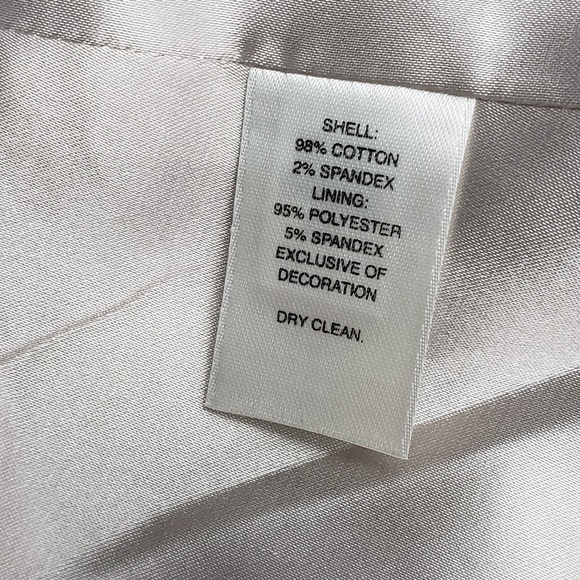 SHELL:
98% COTTON
2% SPANDEX
LINING:
95% POLYESTER
5% SPANDEX
EXCLUSIVE OF
DECORATION
DRY CLEAN.